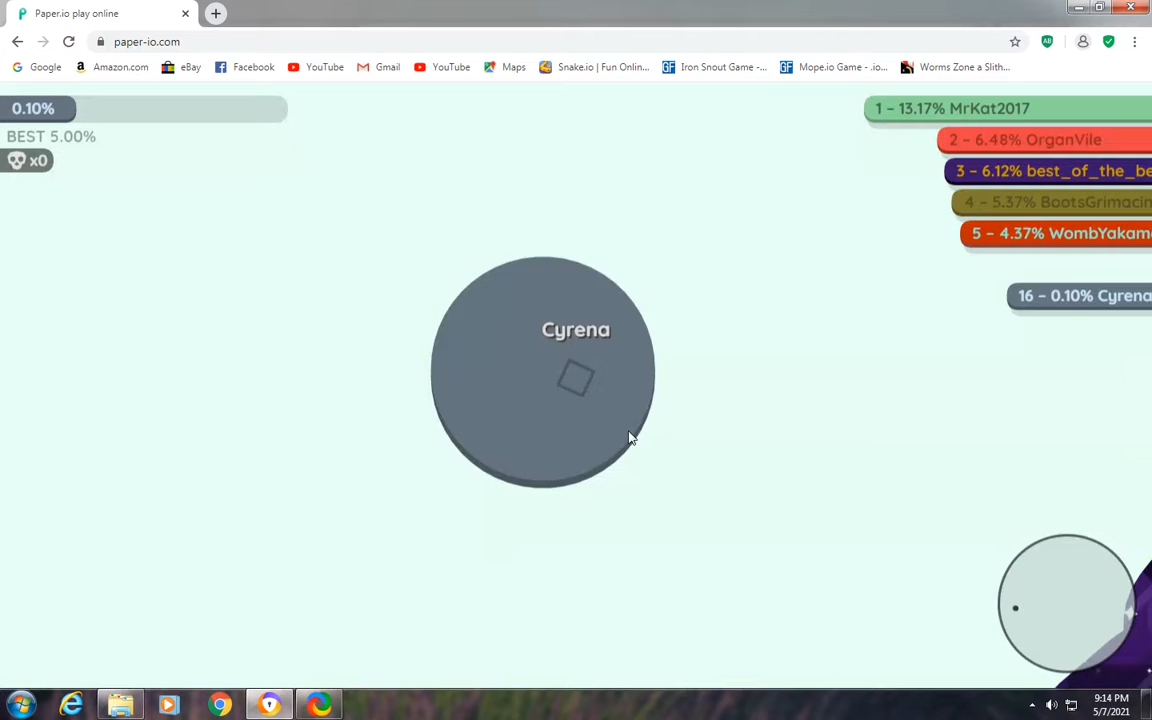 Paper.io play online
paper-io.com
AB
Google
Amazon.com
eBay
Facebook
YouTube
Gmail
YouTube
Maps
Snake.io | Fun Onlin...
Iron Snout Game -...
Mope.io Game - .io...
Worms Zone a Slith...
0.10%
BEST 5.00%
x0
1 - 13.17% MrKat2017
2 - 6.48% OrganVile
3 - 6.12% best_of_the_be
4 - 5.37% BootsGrimacin
5 - 4.37% WombYakam
16 - 0.10% Cyrena
Cyrena
9:14 PM
5/7/2021